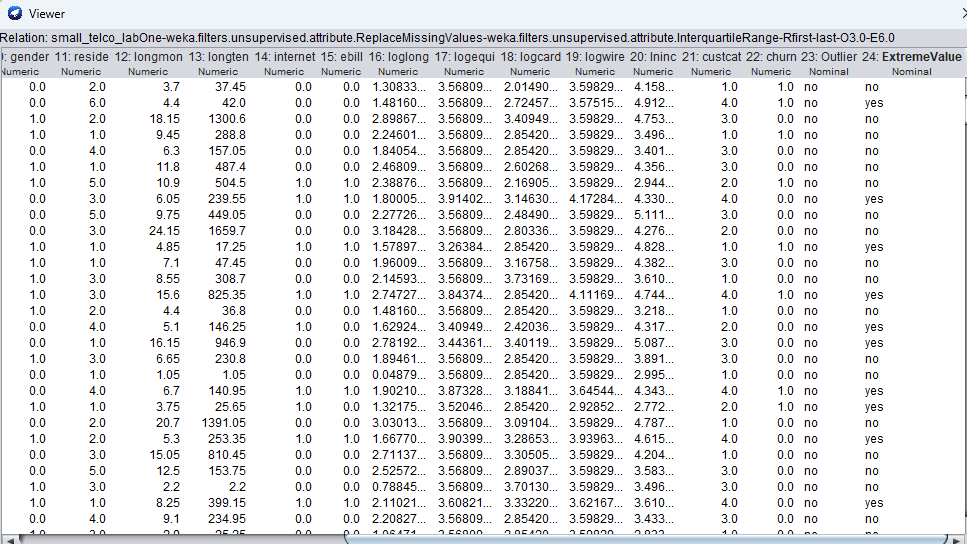 Viewer
Relation: small_telco_labOne-weka.filters.unsupervised.attribute.ReplaceMissingValues-weka.filters.unsupervised.attribute.InterquartileRange-Rfirst-last-O3.0-E6.0
): gender 11: reside 12: longmon 13: longten 14: internet 15: ebill 16: loglong 17: logequi 18: logcard 19: logwire 20: lninc 21: custcat 22: churn 23: Outlier 24: ExtremeValue
Numeric Numeric Numeric Numeric Numeric Numeric Numeric Numeric Numeric Numeric Numeric Numeric Numeric Nominal Nominal
0.0 2.0 3.7 37.45 0.0 0.0 1.30833... 3.56809... 2.01490... 3.59829... 4.158... 1.0 1.0 no no
0.0 6.0 4.4 42.0 0.0 0.0 1.48160... 3.56809... 2.72457... 3.57515... 4.912... 4.0 1.0 no yes
1.0 2.0 18.15 1300.6 0.0 0.0 2.89867... 3.56809... 3.40949... 3.59829... 4.753... 3.0 0.0 no no
1.0 1.0 9.45 288.8 0.0 0.0 2.24601... 3.56809... 2.85420... 3.59829... 3.496... 1.0 0.0 no no
0.0 4.0 6.3 157.05 0.0 0.0 1.84054... 3.56809... 2.85420... 3.59829... 3.401... 3.0 0.0 no no
1.0 1.0 11.8 487.4 0.0 0.0 2.46809... 3.56809... 2.60268... 3.59829... 4.356... 3.0 0.0 no no
1.0 5.0 10.9 504.5 1.0 1.0 2.38876... 3.56809... 2.16905... 3.59829... 2.944... 2.0 1.0 no no
0.0 3.0 6.05 239.55 1.0 1.0 1.80005... 3.91402... 3.14630... 4.17284... 4.330... 4.0 1.0 no yes
0.0 5.0 9.75 449.05 0.0 0.0 2.27726... 3.56809... 2.48490... 3.59829... 5.111... 3.0 0.0 no no
0.0 3.0 24.15 1659.7 0.0 0.0 3.18428... 3.56809... 2.80336... 3.59829... 4.276... 2.0 0.0 no no
1.0 1.0 4.85 17.25 1.0 0.0 1.57897... 3.26384... 2.85420... 3.59829... 4.828... 1.0 1.0 no yes
0.0 1.0 7.1 47.45 0.0 0.0 1.96009... 3.56809... 3.16758... 3.59829... 4.382... 3.0 0.0 no no
1.0 3.0 8.55 308.7 0.0 0.0 2.14593... 3.56809... 3.73169... 3.59829... 3.610... 1.0 0.0 no no
1.0 3.0 15.6 825.35 1.0 1.0 2.74727... 3.84374... 2.85420... 4.11169... 4.744... 4.0 1.0 no yes
1.0 2.0 4.4 36.8 0.0 0.0 1.48160... 3.56809... 2.85420... 3.59829... 3.218... 1.0 0.0 no no
0.0 4.0 5.1 146.25 1.0 0.0 1.62924... 3.40949... 2.42036... 3.59829... 4.317... 2.0 0.0 no yes
0.0 1.0 16.15 946.9 1.0 0.0 2.78192... 3.44361... 3.40119... 3.59829... 5.087... 3.0 0.0 no yes
1.0 3.0 6.65 230.8 0.0 0.0 1.89461... 3.56809... 2.85420... 3.59829... 3.891... 3.0 0.0 no no
0.0 1.0 1.05 1.05 0.0 0.0 0.04879... 3.56809... 2.85420... 3.59829... 2.995... 1.0 0.0 no no
0.0 4.0 6.7 140.95 1.0 1.0 1.90210... 3.87328... 3.18841... 3.64544... 4.343... 4.0 1.0 no yes
1.0 1.0 3.75 25.65 1.0 0.0 1.32175... 3.52046... 2.85420... 2.92852... 2.772... 2.0 1.0 no yes
0.0 2.0 20.7 1391.05 0.0 0.0 3.03013... 3.56809... 3.09104... 3.59829... 4.787... 1.0 0.0 no no
1.0 2.0 5.3 253.35 1.0 1.0 1.66770... 3.90399... 3.28653... 3.93963... 4.615... 4.0 0.0 no yes
0.0 3.0 15.05 810.45 0.0 0.0 2.71137... 3.56809... 3.30505... 3.59829... 4.204... 1.0 0.0 no no
0.0 5.0 12.5 153.75 0.0 0.0 2.52572... 3.56809... 2.89037... 3.59829... 3.583... 3.0 0.0 no no
1.0 3.0 2.2 2.2 0.0 0.0 0.78845... 3.56809... 3.70130... 3.59829... 3.496... 3.0 0.0 no no
1.0 1.0 8.25 399.15 1.0 1.0 2.11021... 3.60821... 3.33220... 3.62167... 3.610... 4.0 0.0 no yes
0.0 4.0 9.1 234.95 0.0 0.0 2.20827... 3.56809... 2.85420... 3.59829... 3.433... 3.0 0.0 no no